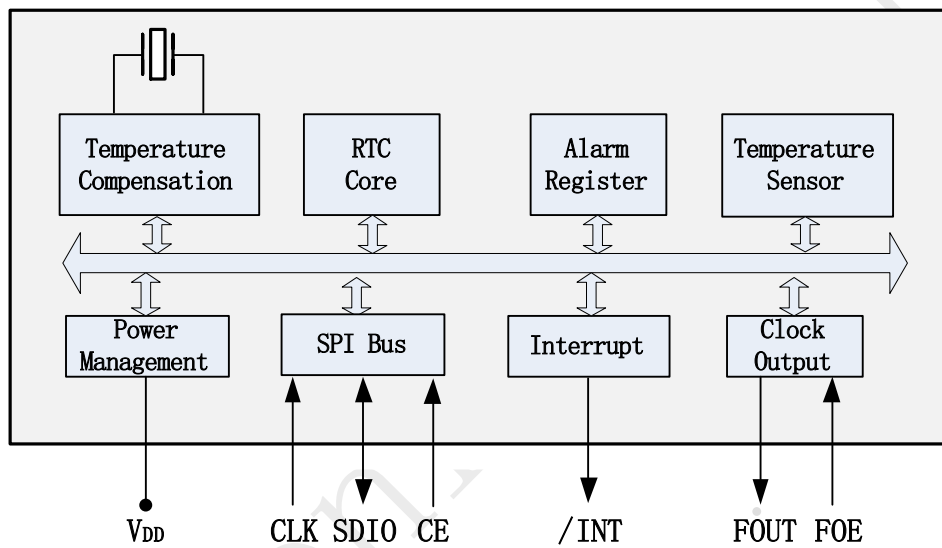 Temperature
Compensation
RTC
Core
Alarm
Register
Temperature
Sensor
Power
Management
SPI Bus
Interrupt
Clock
Output
VDD
CLK SDIO CE
/INT
FOUT FOE